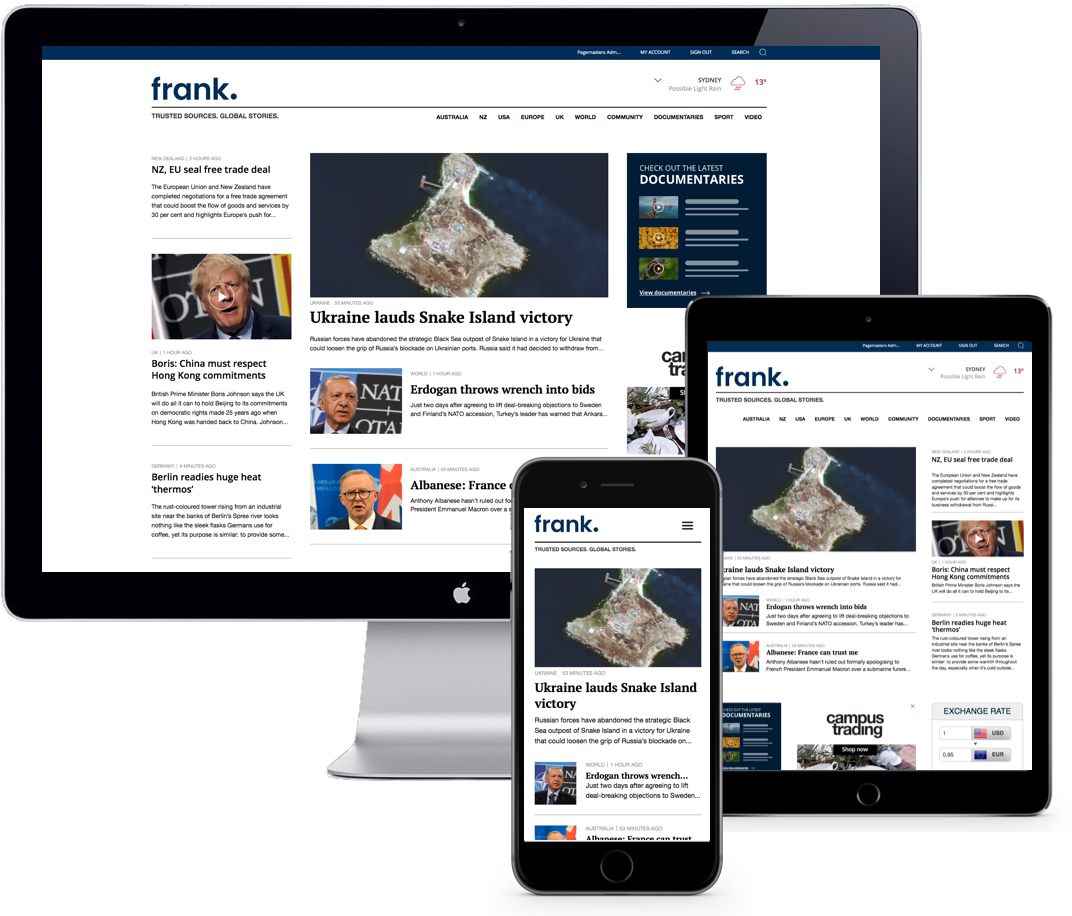 Pagemasters Adm... MY ACCOUNT SIGN OUT SEARCH
frank.
SYDNEY
Possible Light Rain
13°
TRUSTED SOURCES. GLOBAL STORIES.
AUSTRALIA NZ USA EUROPE UK WORLD COMMUNITY DOCUMENTARIES SPORT VIDEO
NEW ZEALAND | 2 HOURS AGO
NZ, EU seal free trade deal
The European Union and New Zealand have
completed negotiations for a free trade agreement
that could boost the flow of goods and services by
30 per cent and highlights Europe's push for...
UK | 1 HOUR AGO
Boris: China must respect
Hong Kong commitments
British Prime Minister Boris Johnson says the UK
will do all it can to hold Beijing to its commitments
on democratic rights made 25 years ago when
Hong Kong was handed back to China. Johnson...
GERMANY | 8 MINUTES AGO
Berlin readies huge heat
'thermos'
The rust-coloured tower rising from an industrial
site near the banks of Berlin's Spree river looks
nothing like the sleek flasks Germans use for
coffee, yet its purpose is similar: to provide some...
UKRAINE 53 MINUTES AGO
Ukraine lauds Snake Island victory
Russian forces have abandoned the strategic Black Sea outpost of Snake Island in a victory for Ukraine that
could loosen the grip of Russia's blockade on Ukrainian ports. Russia said it had decided to withdraw from...
NAT
OTA
WORLD | 1 HOUR AGO
Erdogan throws wrench into bids
Just two days after agreeing to lift deal-breaking objections to Sweden
and Finland's NATO accession, Turkey's leader has warned that Ankara...
AUSTRALIA | 53 MINUTES AGO
Albanese: France
Anthony Albanese hasn't ruled out
President Emmanuel Macron over a
CHECK OUT THE LATEST
DOCUMENTARIES
View documentaries
Pagemasters Adm... MY ACCOUNT SIGN OUT SEARCH
frank.
SYDNEY
Possible Light Rain
13°
TRUSTED SOURCES. GLOBAL STORIES.
AUSTRALIA NZ USA EUROPE UK WORLD COMMUNITY DOCUMENTARIES SPORT VIDEO
53 MINUTES AGO
raine lauds Snake Island victory
forces have abandoned the strategic Black Sea outpost of Snake Island in a victory for
that could loosen the grip of Russia's blockade on Ukrainian ports. Russia said it had...
WORLD | 1 HOUR AGO
Erdogan throws wrench into bids
Just two days after agreeing to lift deal-breaking objections to
Sweden and Finland's NATO accession, Turkey's leader has...
AUSTRALIA | 53 MINUTES AGO
Albanese: France can trust me
Anthony Albanese hasn't ruled out formally apologising to
French President Emmanuel Macron over a submarine furore...
NEW ZEALAND | 2 HOURS AGO
NZ, EU seal free trade deal
The European Union and New Zealand have
completed negotiations for a free trade
agreement that could boost the flow of goods
and services by 30 per cent and highlights
Europe's push for alliances to make up for its
business withdrawal from Russi...
UK | 1 HOUR AGO
Boris: China must respect
Hong Kong commitments
British Prime Minister Boris Johnson says the UK
will do all it can to hold Beijing to its...
GERMANY | 8 MINUTES AGO
Berlin readies huge heat
'thermos'
The rust-coloured tower rising from an industrial
site near the banks of Berlin's Spree
river looks nothing like the sleek flasks
Germans use for coffee, yet its purpose is
similar: to provide some warmth throughout
the day, especially when it's cold outside...
CHECK OUT THE LATEST
DOCUMENTARIES
campus
trading
Shop now
EXCHANGE RATE
1 USD
0.95 EUR
frank.
TRUSTED SOURCES. GLOBAL STORIES.
UKRAINE 53 MINUTES AGO
Ukraine lauds Snake Island
victory
Russian forces have abandoned the strategic Black
Sea outpost of Snake Island in a victory for
Ukraine that could loosen the grip of Russia's
blockade on...
WORLD | 1 HOUR AGO
Erdogan throws wrench...
Just two days after agreeing to lift
deal-breaking objections to Sweden...
AUSTRALIA | 53 MINUTES AGO
Albanese: France can trust